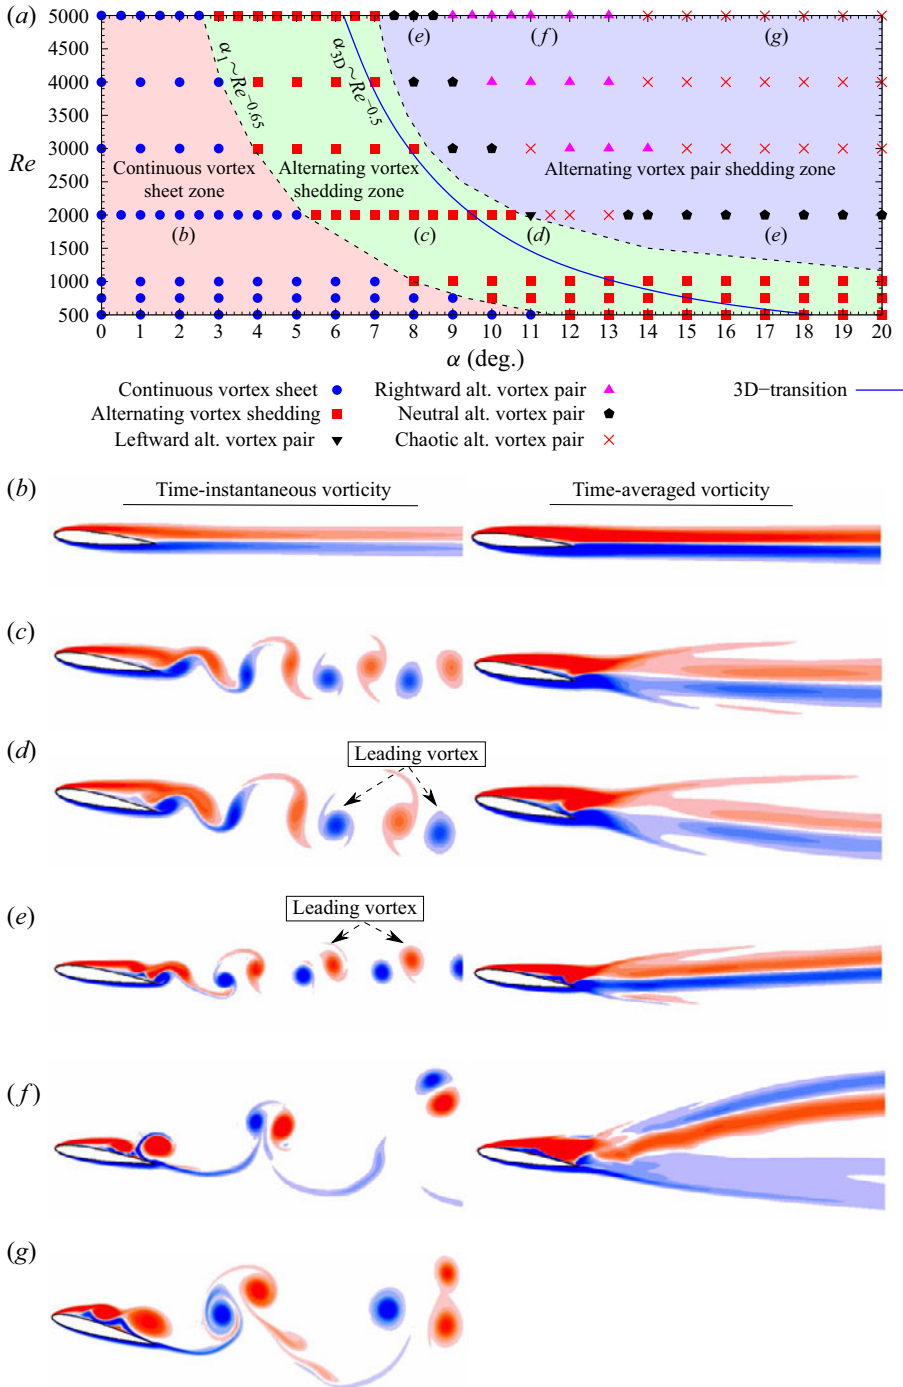 (a)
5000
4500
4000
3500
3000
2500
2000
1500
1000
500
Re
(e)
(f)
(g)
α1~Re^−0.65
α3D~Re^−0.5
Continuous vortex
sheet zone
Alternating vortex
shedding zone
Alternating vortex pair shedding zone
(b)
(c)
(d)
(e)
0 1 2 3 4 5 6 7 8 9 10 11 12 13 14 15 16 17 18 19 20
α (deg.)
Continuous vortex sheet
Rightward alt. vortex pair
3D−transition
Alternating vortex shedding
Neutral alt. vortex pair
Leftward alt. vortex pair
Chaotic alt. vortex pair
(b)
Time-instantaneous vorticity
Time-averaged vorticity
(c)
(d)
Leading vortex
(e)
Leading vortex
(f)
(g)